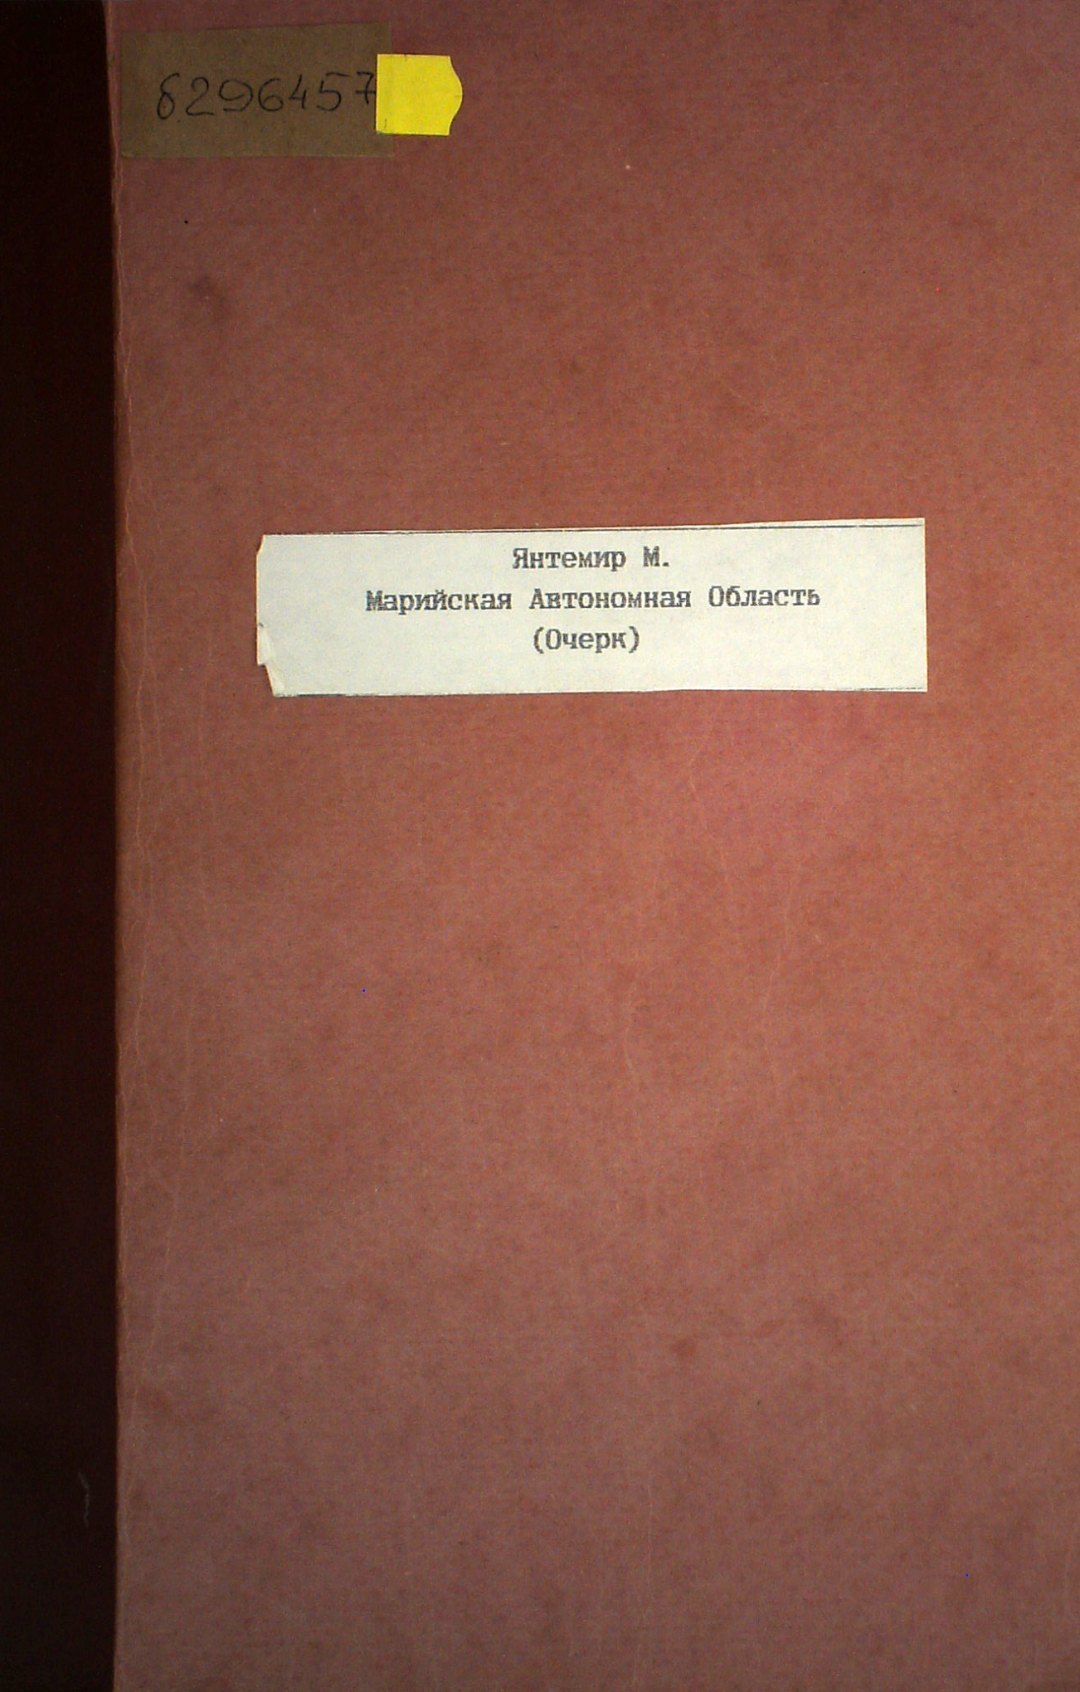 6296457
Янтемир М.
Марийская Автономная Область
(Очерк)